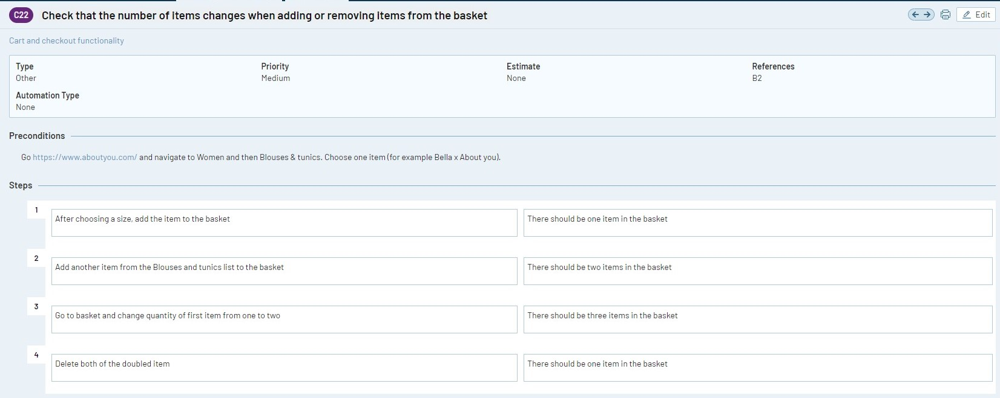 C22 Check that the number of items changes when adding or removing items from the basket
Edit
Cart and checkout functionality
Type Priority Estimate References
Other Medium None B2
Automation Type
None
Preconditions
Go https://www.aboutyou.com/ and navigate to Women and then Blouses & tunics. Choose one item (for example Bella x About you).
Steps
1 After choosing a size, add the item to the basket There should be one item in the basket
2 Add another item from the Blouses and tunics list to the basket There should be two items in the basket
3 Go to basket and change quantity of first item from one to two There should be three items in the basket
4 Delete both of the doubled item There should be one item in the basket